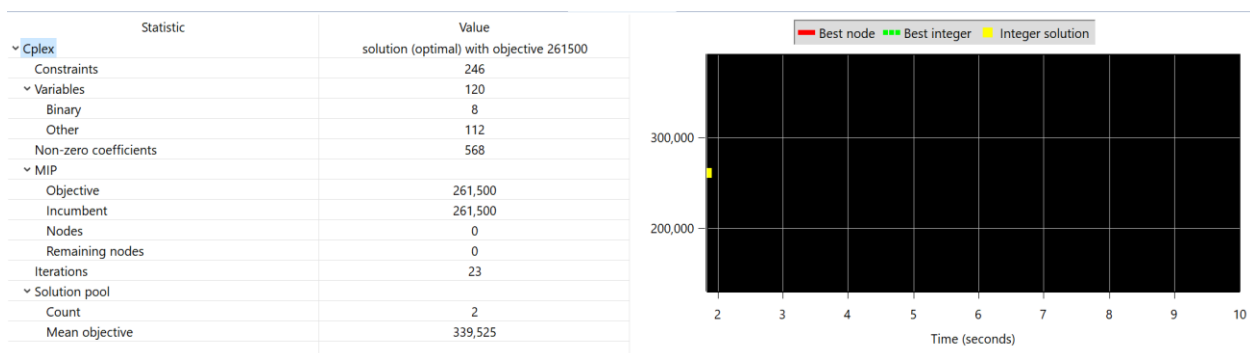 Statistic Value
Cplex solution (optimal) with objective 261500
Constraints 246
Variables 120
Binary 8
Other 112
Non-zero coefficients 568
MIP
Objective 261,500
Incumbent 261,500
Nodes 0
Remaining nodes 0
Iterations 23
Solution pool
Count 2
Mean objective 339,525
Best node Best integer Integer solution
300,000
200,000
2 3 4 5 6 7 8 9 10
Time (seconds)